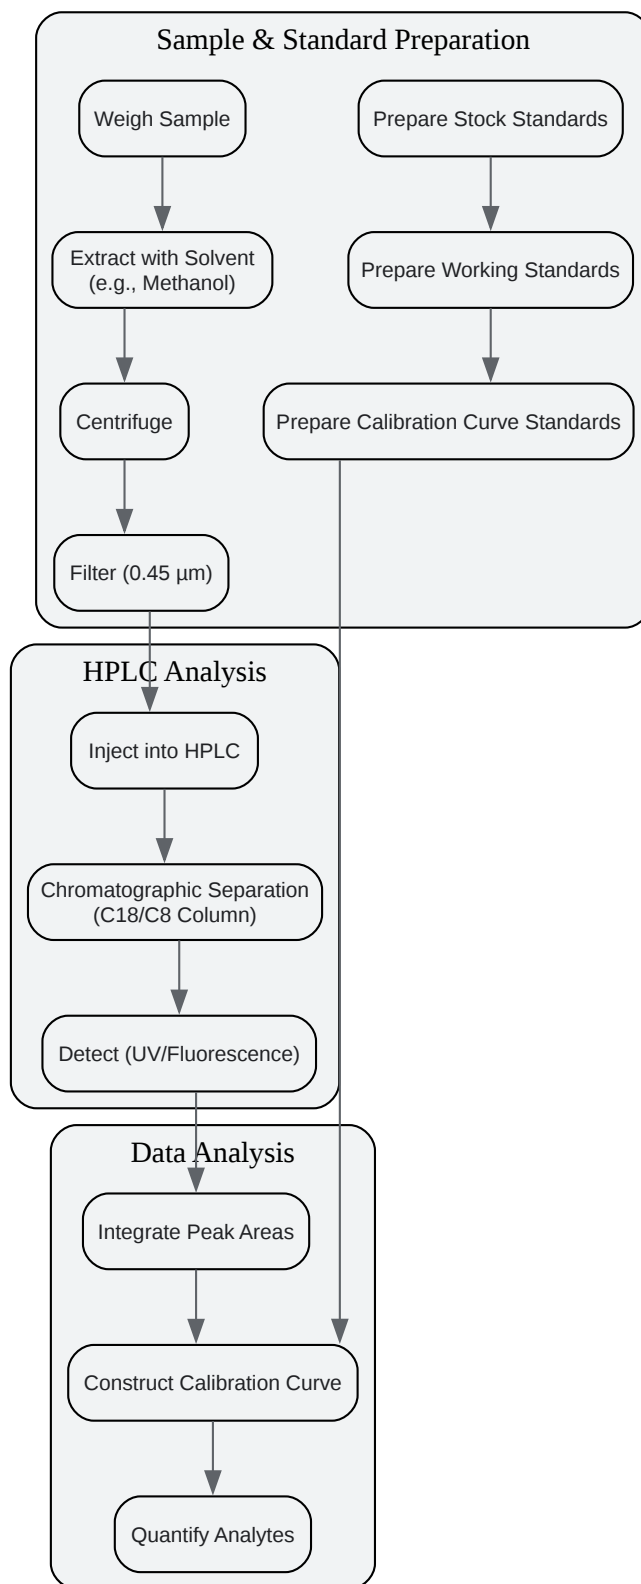 Sample & Standard Preparation
Weigh Sample
Prepare Stock Standards
Extract with Solvent
(e.g., Methanol)
Prepare Working Standards
Centrifuge
Prepare Calibration Curve Standards
Filter (0.45 µm)
HPLC Analysis
Inject into HPLC
Chromatographic Separation
(C18/C8 Column)
Detect (UV/Fluorescence)
Data Analysis
Integrate Peak Areas
Construct Calibration Curve
Quantify Analytes